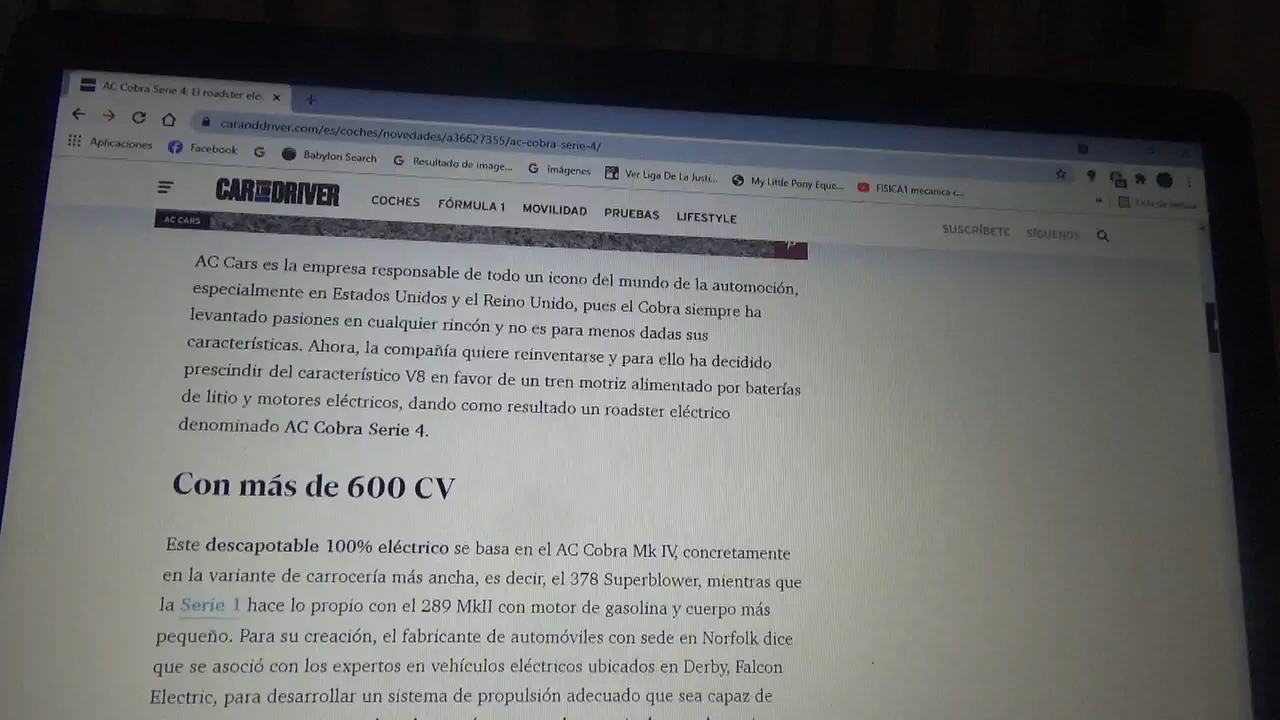 AC Cobra Serie 4: El roadster eléc
caranddriver.com/es/coches/novedades/a36627355/ac-cobra-serie-4/
Aplicaciones Facebook Babylon Search Resultado de image... Imágenes Ver Liga De La Justi... My Little Pony Eque... FISICA1 mecanica c...
Lista de lectura
CAR AND DRIVER COCHES FÓRMULA 1 MOVILIDAD PRUEBAS LIFESTYLE SUSCRÍBETE SÍGUENOS
AC CARS
AC Cars es la empresa responsable de todo un icono del mundo de la automoción,
especialmente en Estados Unidos y el Reino Unido, pues el Cobra siempre ha
levantado pasiones en cualquier rincón y no es para menos dadas sus
características. Ahora, la compañía quiere reinventarse y para ello ha decidido
prescindir del característico V8 en favor de un tren motriz alimentado por baterías
de litio y motores eléctricos, dando como resultado un roadster eléctrico
denominado AC Cobra Serie 4.
Con más de 600 CV
Este descapotable 100% eléctrico se basa en el AC Cobra Mk IV, concretamente
en la variante de carrocería más ancha, es decir, el 378 Superblower, mientras que
la Serie 1 hace lo propio con el 289 MkII con motor de gasolina y cuerpo más
pequeño. Para su creación, el fabricante de automóviles con sede en Norfolk dice
que se asoció con los expertos en vehículos eléctricos ubicados en Derby, Falcon
Electric, para desarrollar un sistema de propulsión adecuado que sea capaz de